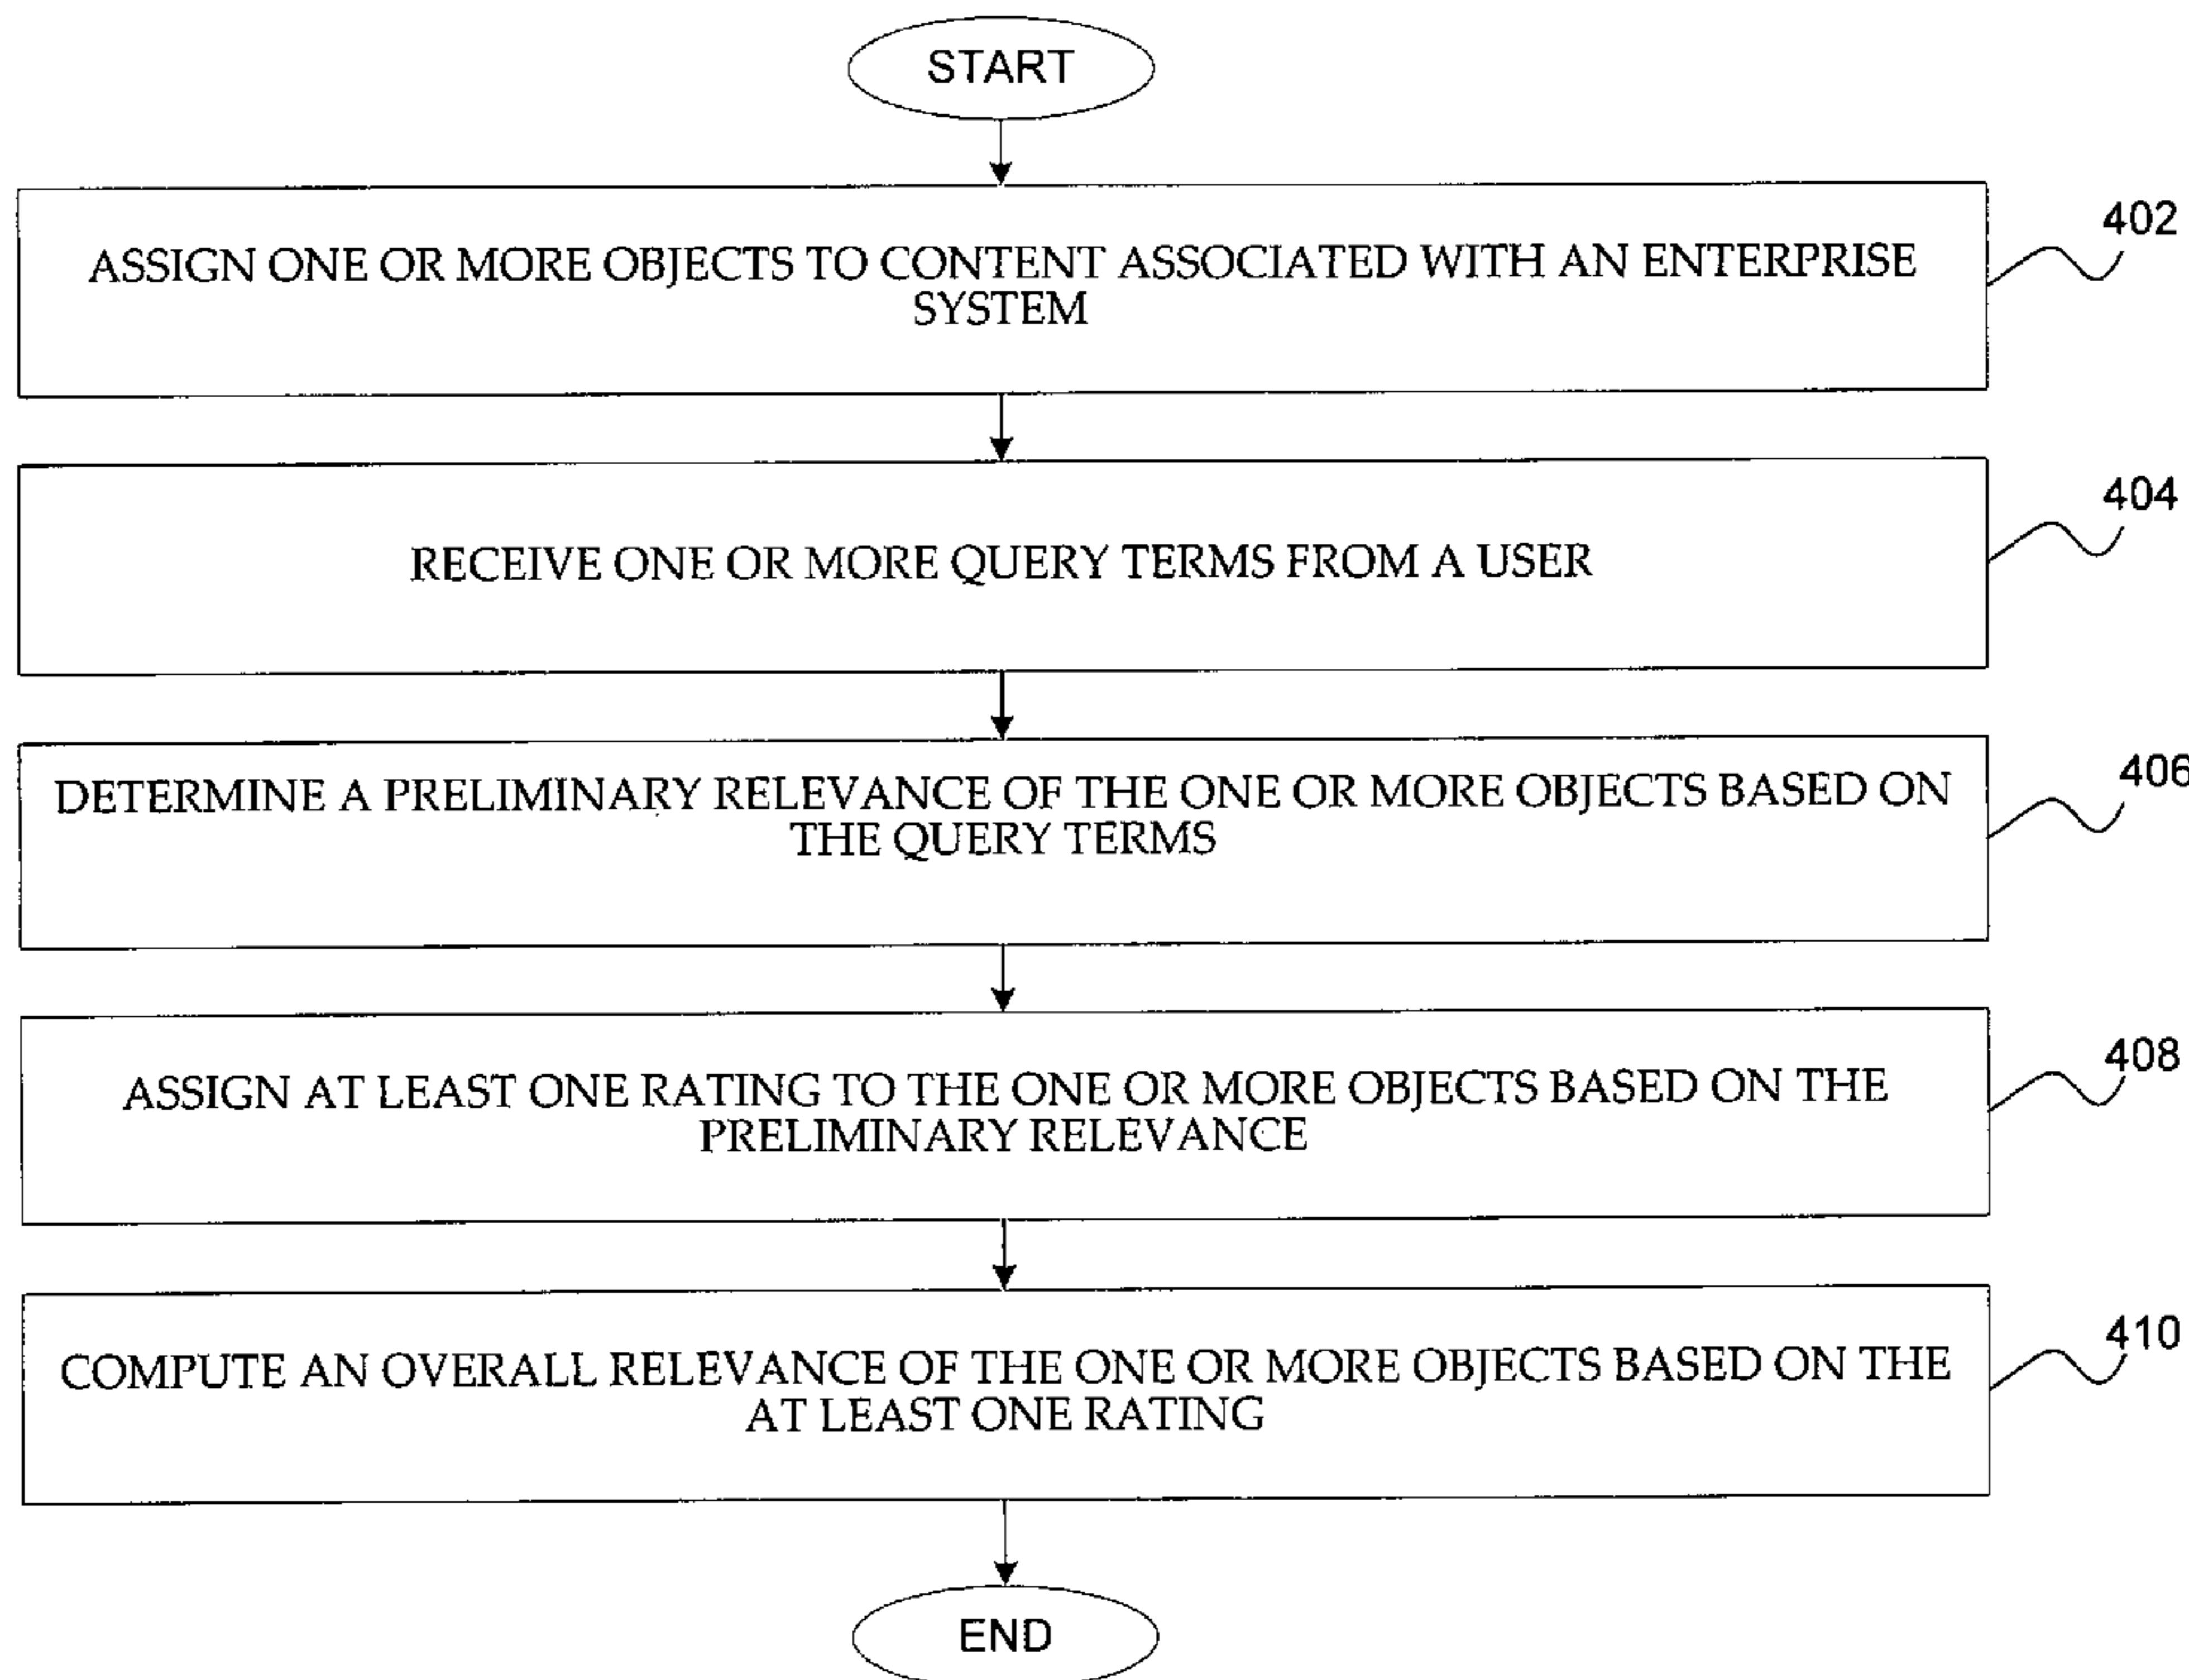 START
ASSIGN ONE OR MORE OBJECTS TO CONTENT ASSOCIATED WITH AN ENTERPRISE
SYSTEM
402
RECEIVE ONE OR MORE QUERY TERMS FROM A USER
404
DETERMINE A PRELIMINARY RELEVANCE OF THE ONE OR MORE OBJECTS BASED ON
THE QUERY TERMS
406
ASSIGN AT LEAST ONE RATING TO THE ONE OR MORE OBJECTS BASED ON THE
PRELIMINARY RELEVANCE
408
COMPUTE AN OVERALL RELEVANCE OF THE ONE OR MORE OBJECTS BASED ON THE
AT LEAST ONE RATING
410
END